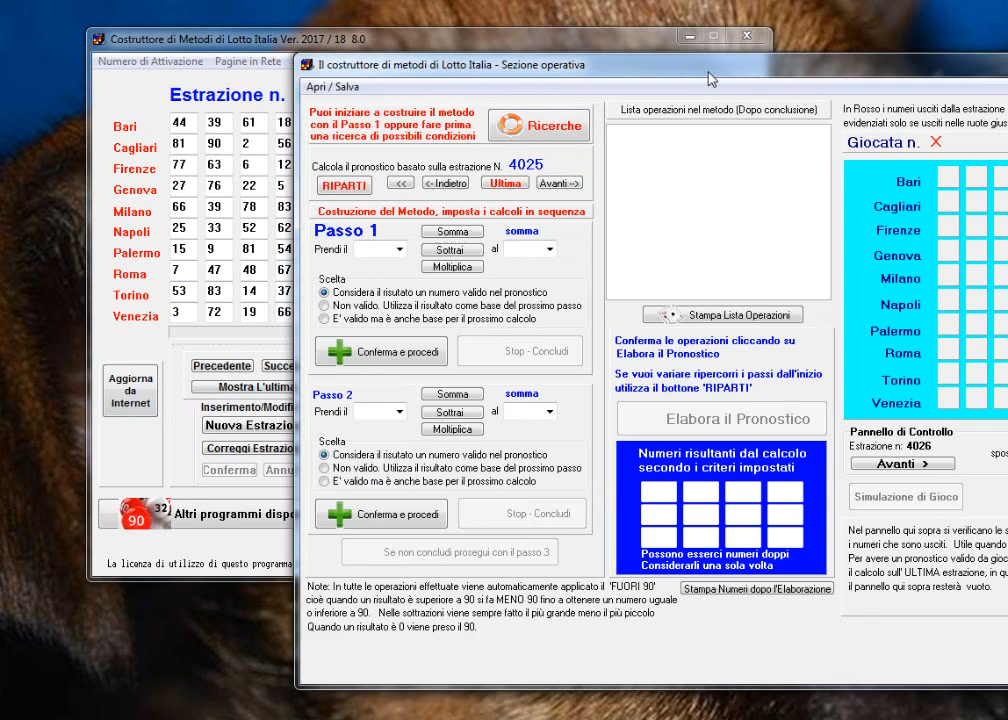 Costruttore di Metodi di Lotto Italia Ver. 2017 / 18 8.0
Numero di Attivazione Pagine in Rete
Estrazione n.
Bari 44 39 61 18
Cagliari 81 90 2 56
Firenze 77 63 6 12
Genova 27 76 22 5
Milano 66 39 78 83
Napoli 25 33 52 62
Palermo 15 9 81 54
Roma 7 47 48 67
Torino 53 83 14 37
Venezia 3 72 19 66
Aggiorna
da
Internet
Precedente Succe
Mostra L'ultima
Inserimento/Modifi
Nuova Estrazio
Correggi Estrazio
Conferma Annu
90 32 Altri programmi dispo
La licenza di utilizzo di questo programma
Il costruttore di metodi di Lotto Italia - Sezione operativa
Apri / Salva
Puoi iniziare a costruire il metodo
con il Passo 1 oppure fare prima
una ricerca di possibili condizioni
Ricerche
Calcola il pronostico basato sulla estrazione N. 4025
RIPARTI << <- Indietro Ultima Avanti ->
Costruzione del Metodo, imposta i calcoli in sequenza
Passo 1 Somma somma
Prendi il Sottrai al
Moltiplica
Scelta
Considera il risutato un numero valido nel pronostico
Non valido. Utilizza il risultato come base del prossimo passo
E' valido ma è anche base per il prossimo calcolo
Conferma e procedi Stop - Concludi
Passo 2 Somma somma
Prendi il Sottrai al
Moltiplica
Scelta
Considera il risutato un numero valido nel pronostico
Non valido. Utilizza il risultato come base del prossimo passo
E' valido ma è anche base per il prossimo calcolo
Conferma e procedi Stop - Concludi
Se non concludi prosegui con il passo 3
Note: In tutte le operazioni effettuate viene automaticamente applicato il 'FUORI 90'
cioè quando un risultato è superiore a 90 si fa MENO 90 fino a ottenere un numero uguale
o inferiore a 90. Nelle sottrazioni viene sempre fatto il più grande meno il più piccolo
Quando un risultato è 0 viene preso il 90.
Lista operazioni nel metodo (Dopo conclusione)
Stampa Lista Operazioni
Conferma le operazioni cliccando su
Elabora il Pronostico
Se vuoi variare ripercorri i passi dall'inizio
utilizza il bottone 'RIPARTI'
Elabora il Pronostico
Numeri risultanti dal calcolo
secondo i criteri impostati
Possono esserci numeri doppi
Considerarli una sola volta
Stampa Numeri dopo l'Elaborazione
In Rosso i numeri usciti dalla estrazione
evidenziati solo se usciti nelle ruote gius
Giocata n. X
Bari
Cagliari
Firenze
Genova
Milano
Napoli
Palermo
Roma
Torino
Venezia
Pannello di Controllo
Estrazione n: 4026
spos
Avanti >
Simulazione di Gioco
Nel pannello qui sopra si verificano le s
i numeri che sono usciti. Utile quando
Per avere un pronostico valido da gioc
il calcolo sull' ULTIMA estrazione, in qu
il pannello qui sopra resterà vuoto.